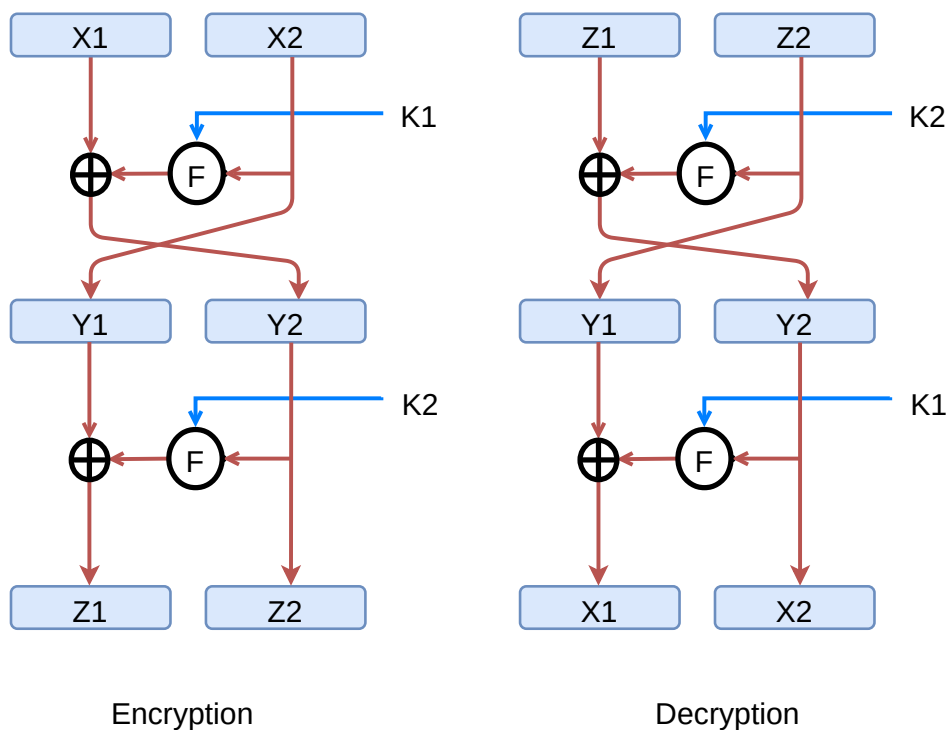 X1 X2
K1
F
Y1 Y2
K2
F
Z1 Z2
Encryption
Z1 Z2
K2
F
Y1 Y2
K1
F
X1 X2
Decryption